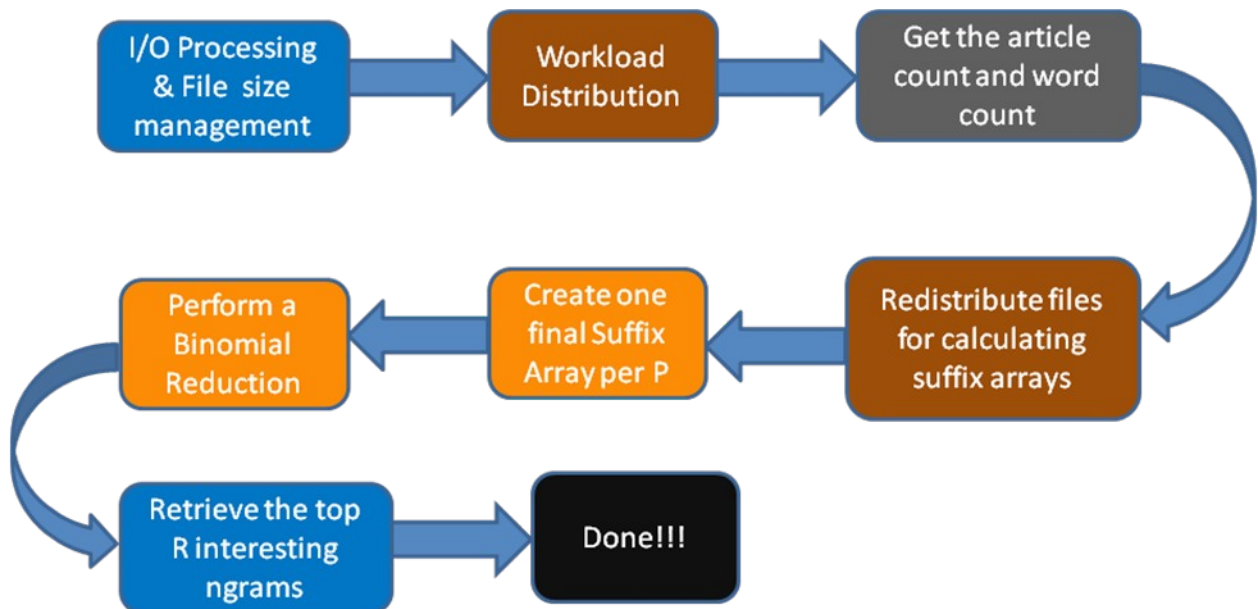 I/O Processing
& File size
management
Workload
Distribution
Get the article
count and word
count
Redistribute files
for calculating
suffix arrays
Create one
final Suffix
Array per P
Perform a
Binomial
Reduction
Retrieve the top
R interesting
ngrams
Done!!!